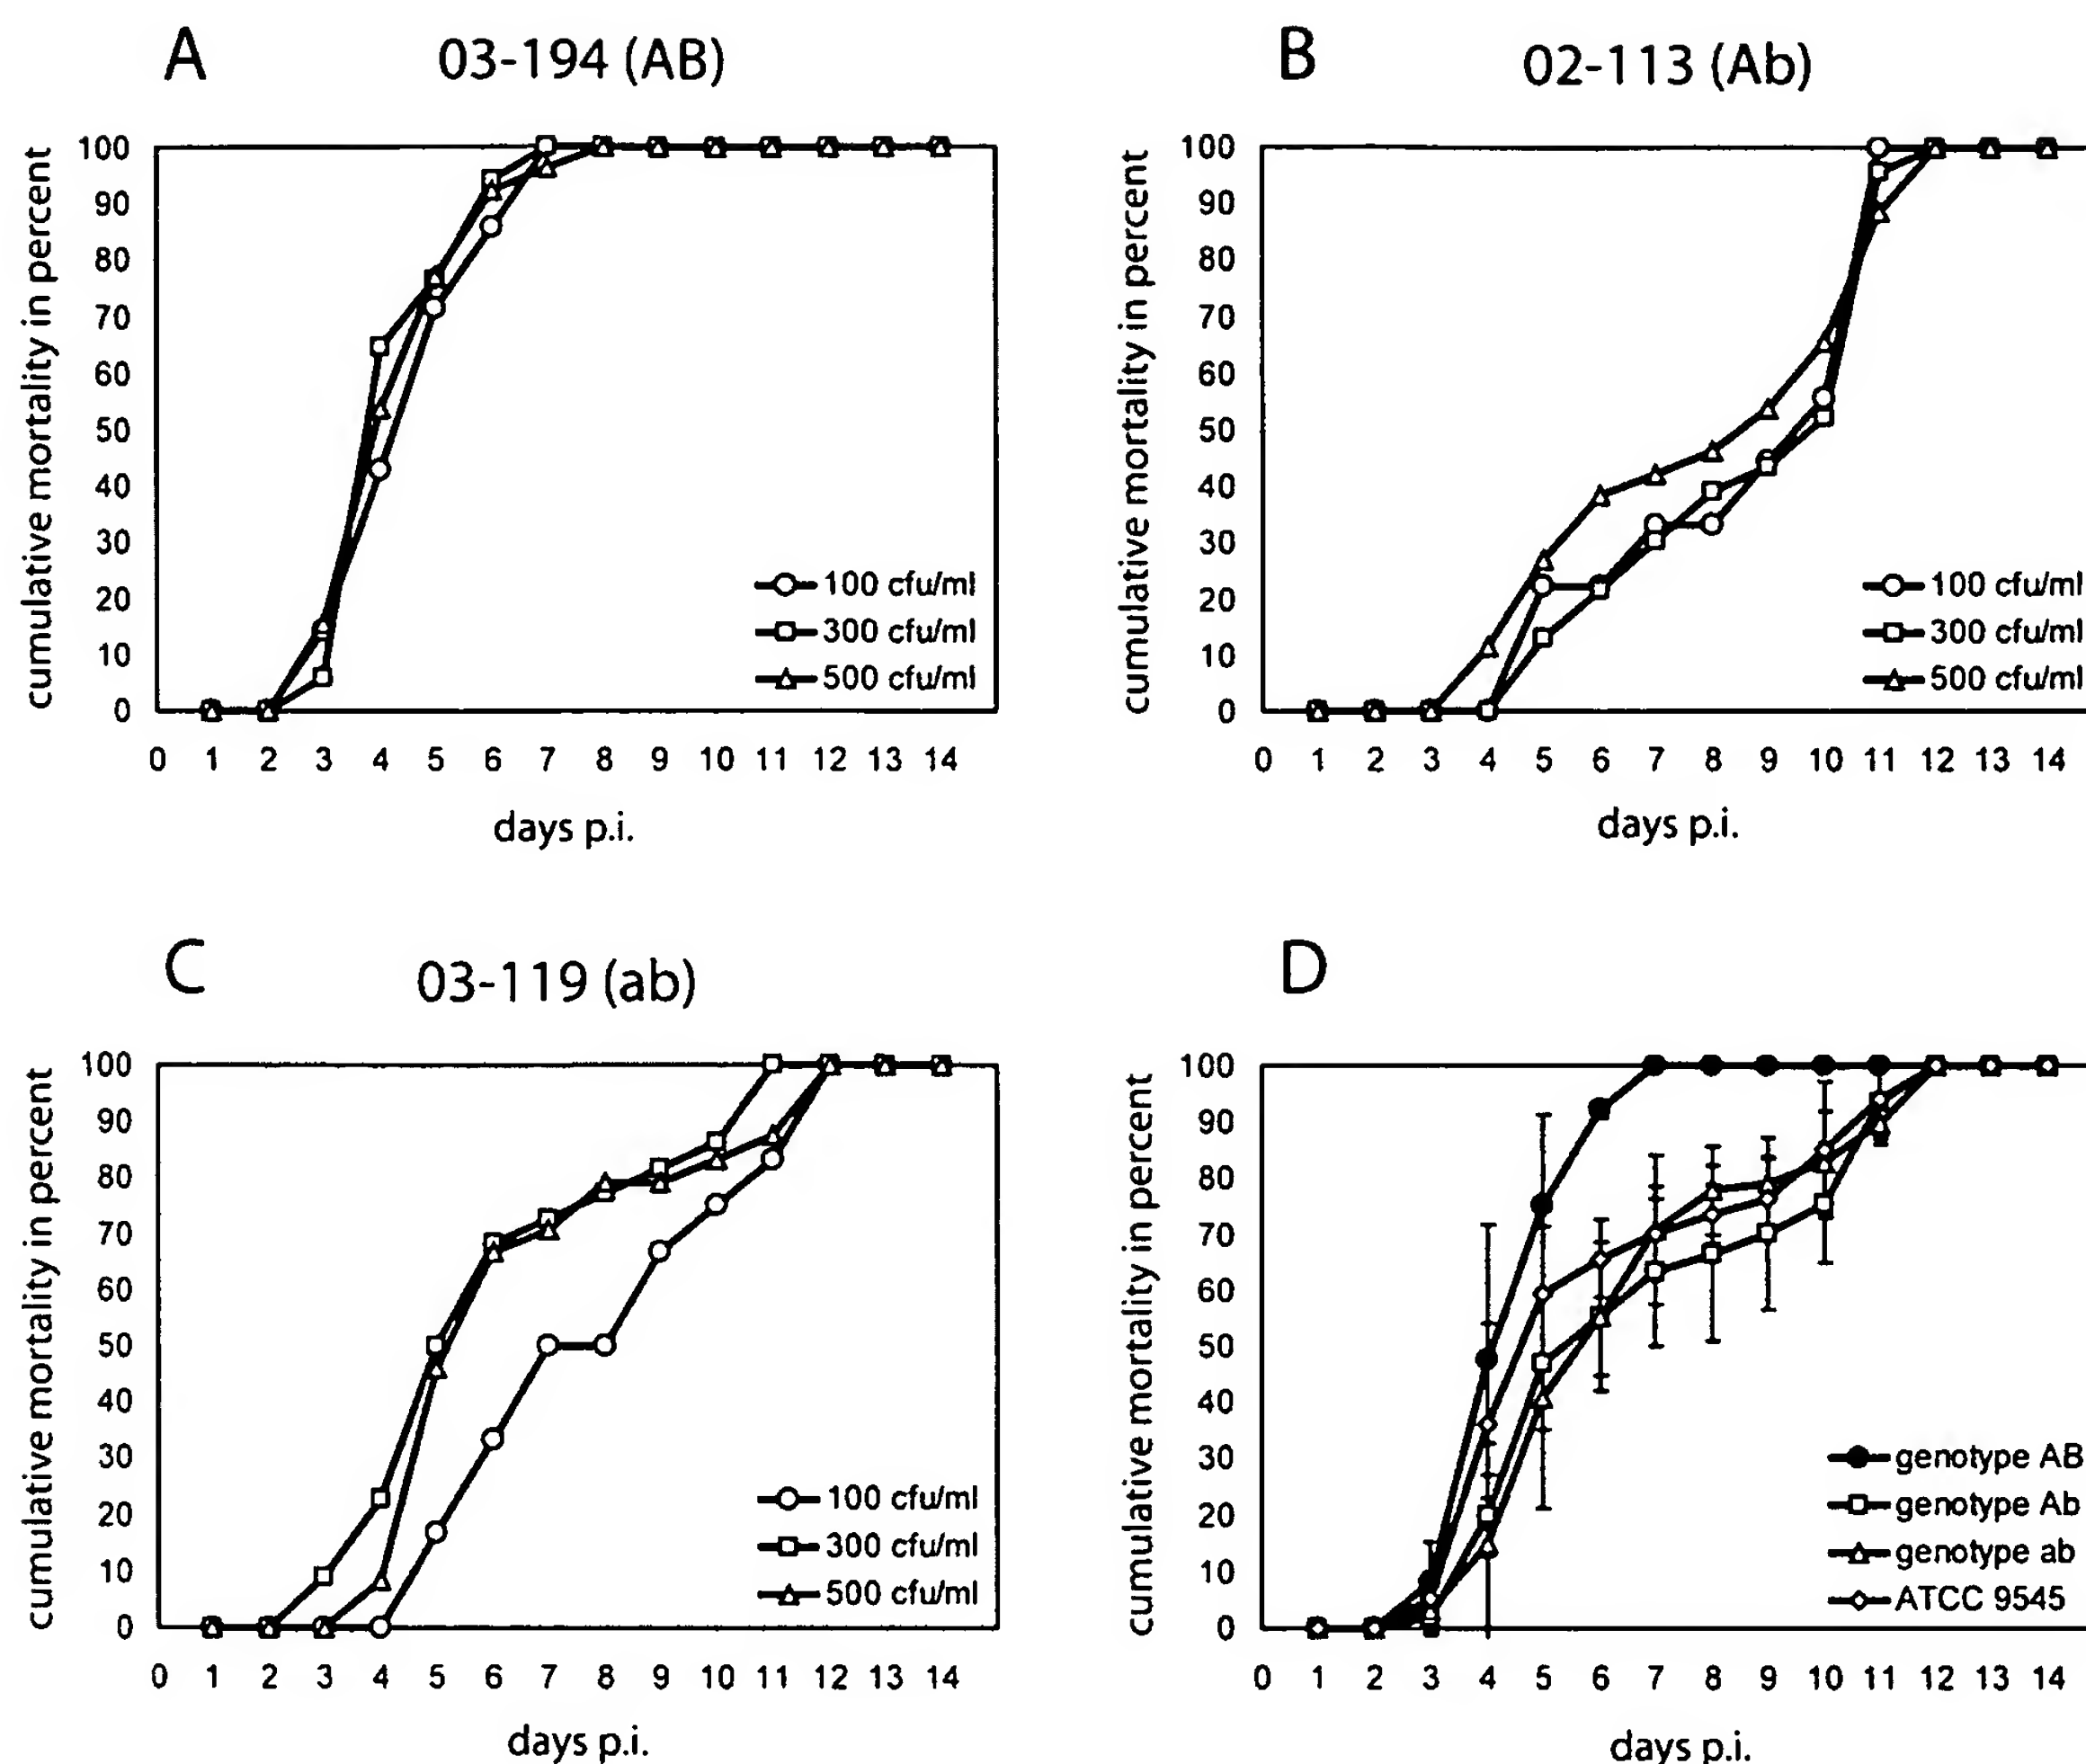 A
03-194 (AB)
cumulative mortality in percent
100
90
80
70
60
50
40
30
20
10
0
0 1 2 3 4 5 6 7 8 9 10 11 12 13 14
days p.i.
100 cfu/ml
300 cfu/ml
500 cfu/ml
B
02-113 (Ab)
cumulative mortality in percent
100
90
80
70
60
50
40
30
20
10
0
0 1 2 3 4 5 6 7 8 9 10 11 12 13 14
days p.i.
100 cfu/ml
300 cfu/ml
500 cfu/ml
C
03-119 (ab)
cumulative mortality in percent
100
90
80
70
60
50
40
30
20
10
0
0 1 2 3 4 5 6 7 8 9 10 11 12 13 14
days p.i.
100 cfu/ml
300 cfu/ml
500 cfu/ml
D
cumulative mortality in percent
100
90
80
70
60
50
40
30
20
10
0
0 1 2 3 4 5 6 7 8 9 10 11 12 13 14
days p.i.
genotype AB
genotype Ab
genotype ab
ATCC 9545